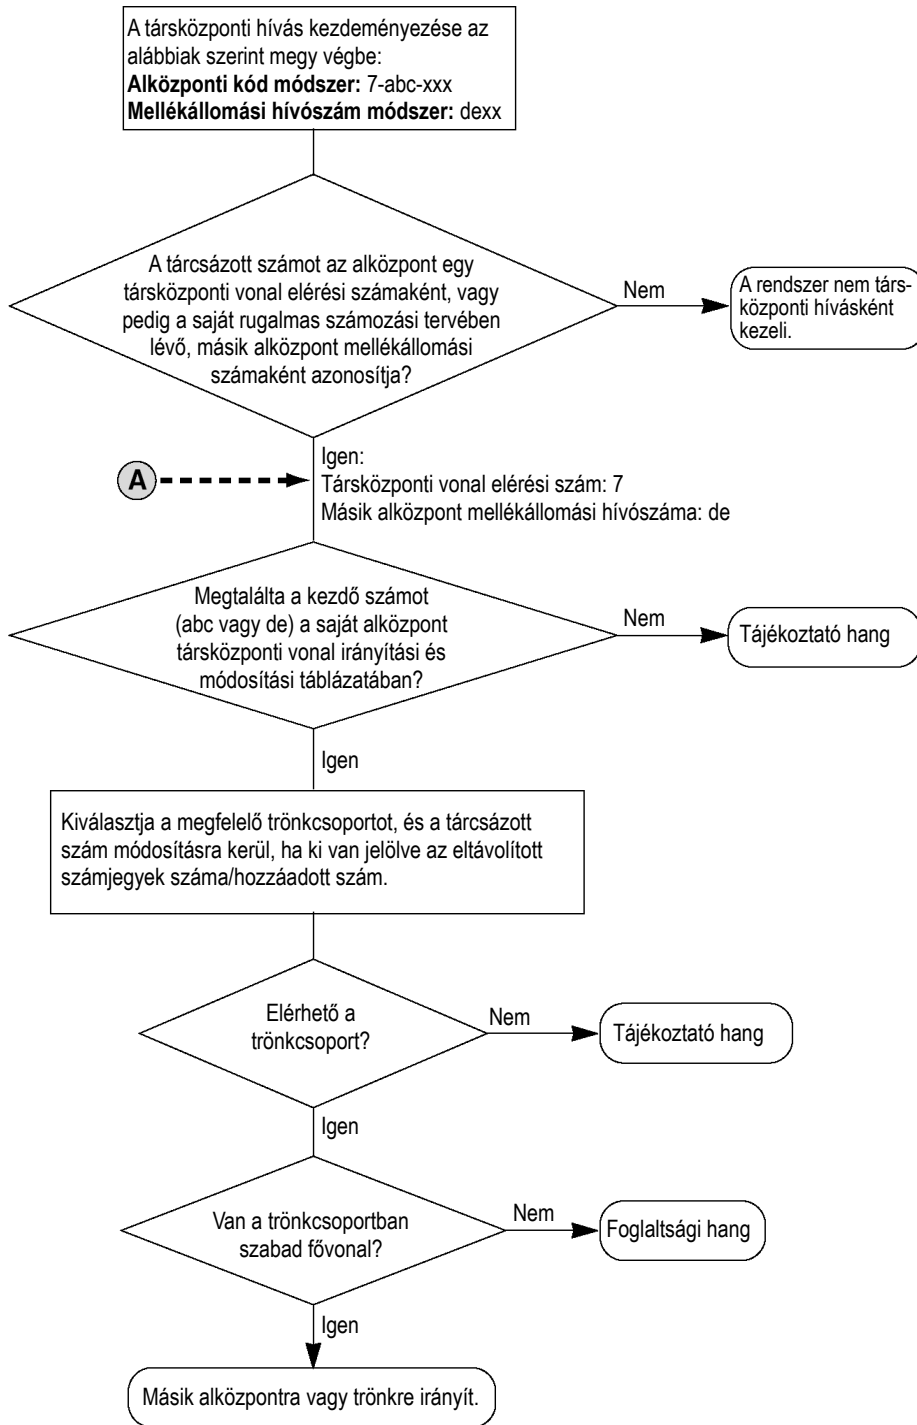 A társközponti hívás kezdeményezése az
alábbiak szerint megy végbe:
Alközponti kód módszer: 7-abc-xxx
Mellékállomási hívószám módszer: dexx
A tárcsázott számot az alközpont egy
társközponti vonal elérési számaként, vagy
pedig a saját rugalmas számozási tervében
lévő, másik alközpont mellékállomási
számaként azonosítja?
Nem
A rendszer nem társ-
központi hívásként
kezeli.
A
Igen:
Társközponti vonal elérési szám: 7
Másik alközpont mellékállomási hívószáma: de
Megtalálta a kezdő számot
(abc vagy de) a saját alközpont
társközponti vonal irányítási és
módosítási táblázatában?
Nem
Tájékoztató hang
Igen
Kiválasztja a megfelelő trönkcsoportot, és a tárcsázott
szám módosításra kerül, ha ki van jelölve az eltávolított
számjegyek száma/hozzáadott szám.
Elérhető a
trönkcsoport?
Nem
Tájékoztató hang
Igen
Van a trönkcsoportban
szabad fővonal?
Nem
Foglaltsági hang
Igen
Másik alközpontra vagy trönkre irányít.